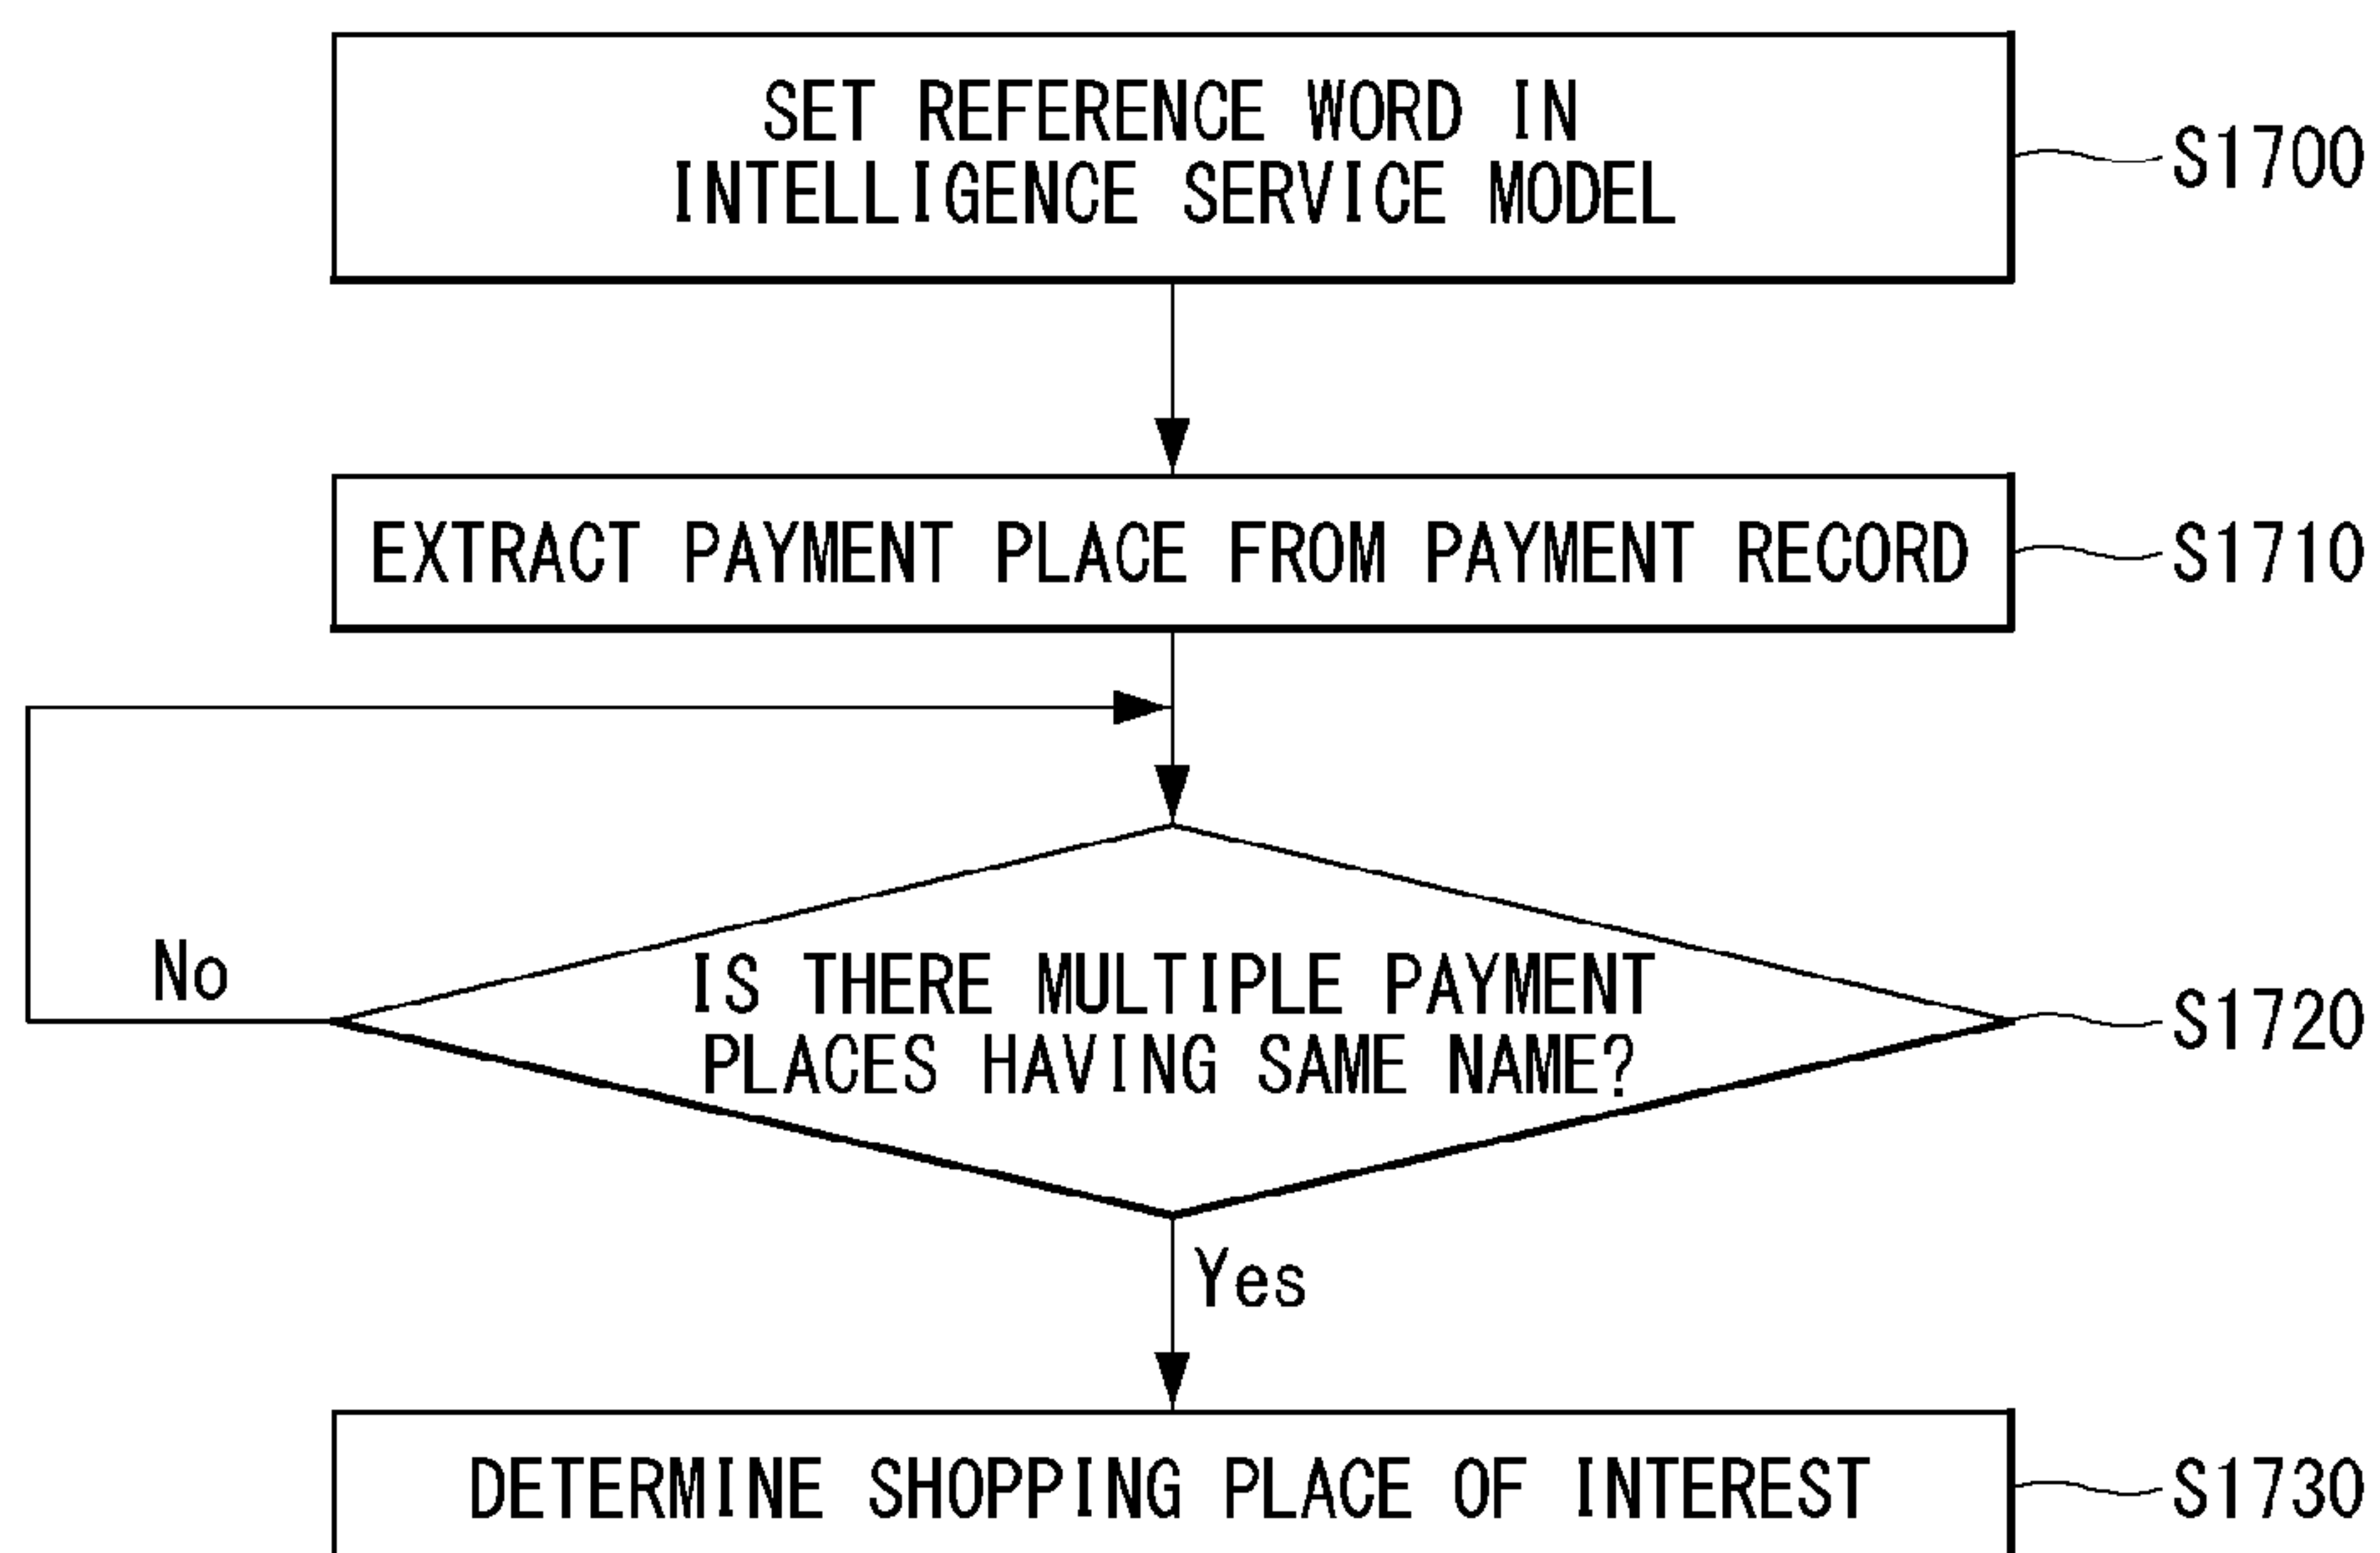 SET REFERENCE WORD IN
INTELLIGENCE SERVICE MODEL
S1700
EXTRACT PAYMENT PLACE FROM PAYMENT RECORD
S1710
No
IS THERE MULTIPLE PAYMENT
PLACES HAVING SAME NAME?
S1720
Yes
DETERMINE SHOPPING PLACE OF INTEREST
S1730